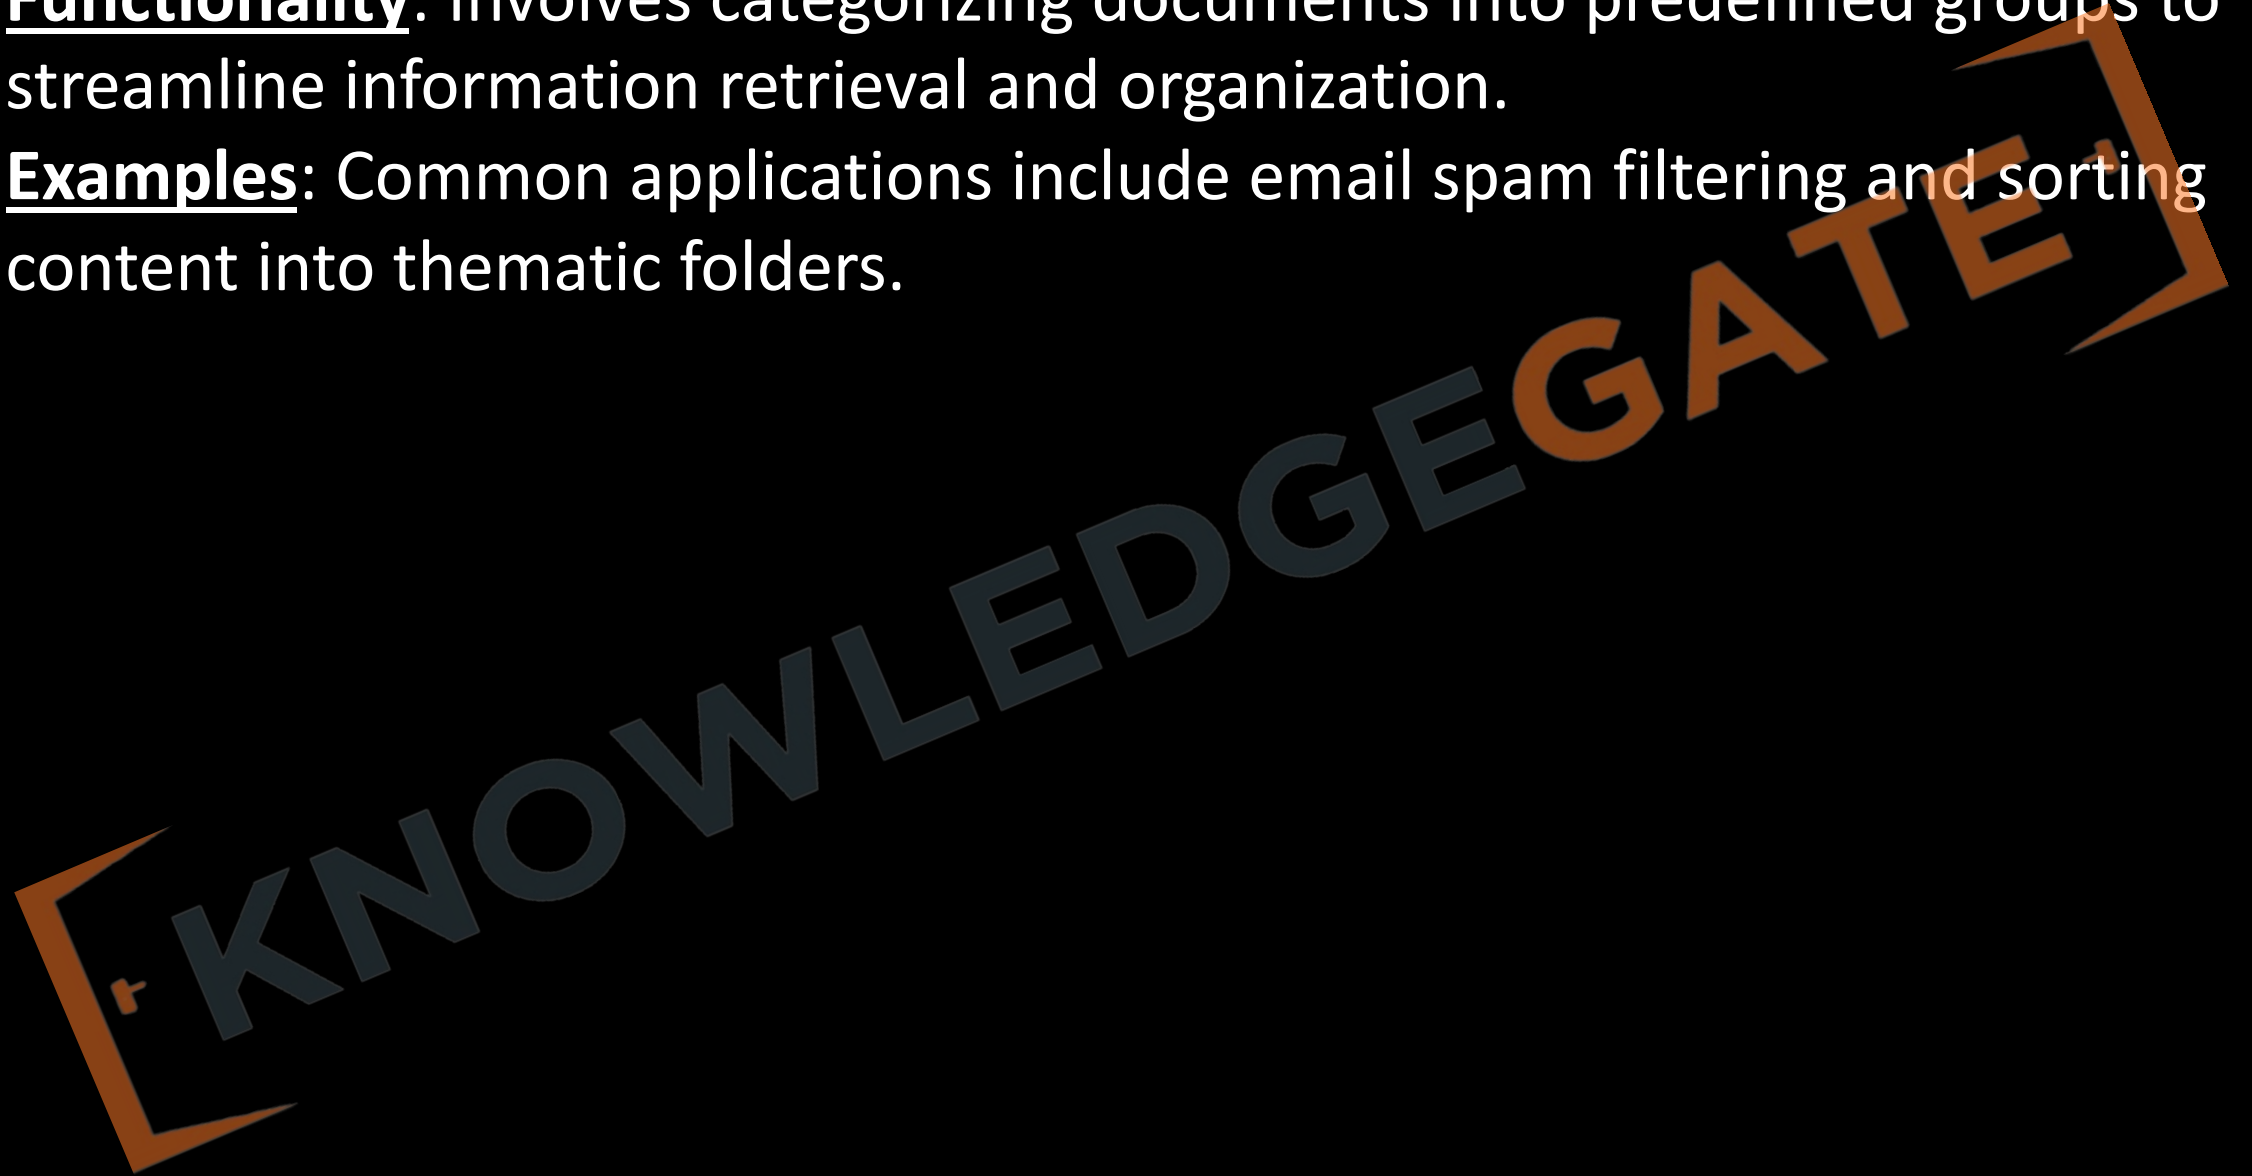 Functionality: Involves categorizing documents into predefined groups to
streamline information retrieval and organization.
Examples: Common applications include email spam filtering and sorting
content into thematic folders.
KNOWLEDGEGATE